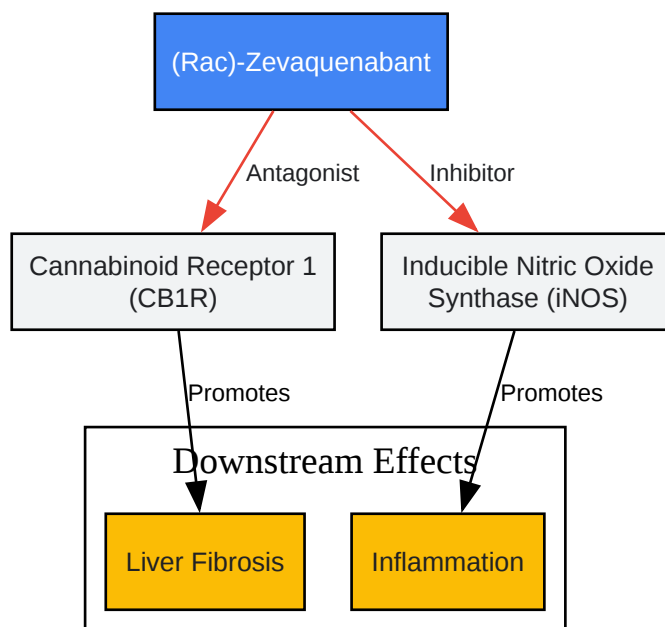 (Rac)-Zevaquenabant
Antagonist
Inhibitor
Cannabinoid Receptor 1
(CB1R)
Inducible Nitric Oxide
Synthase (iNOS)
Promotes
Promotes
Downstream Effects
Liver Fibrosis
Inflammation